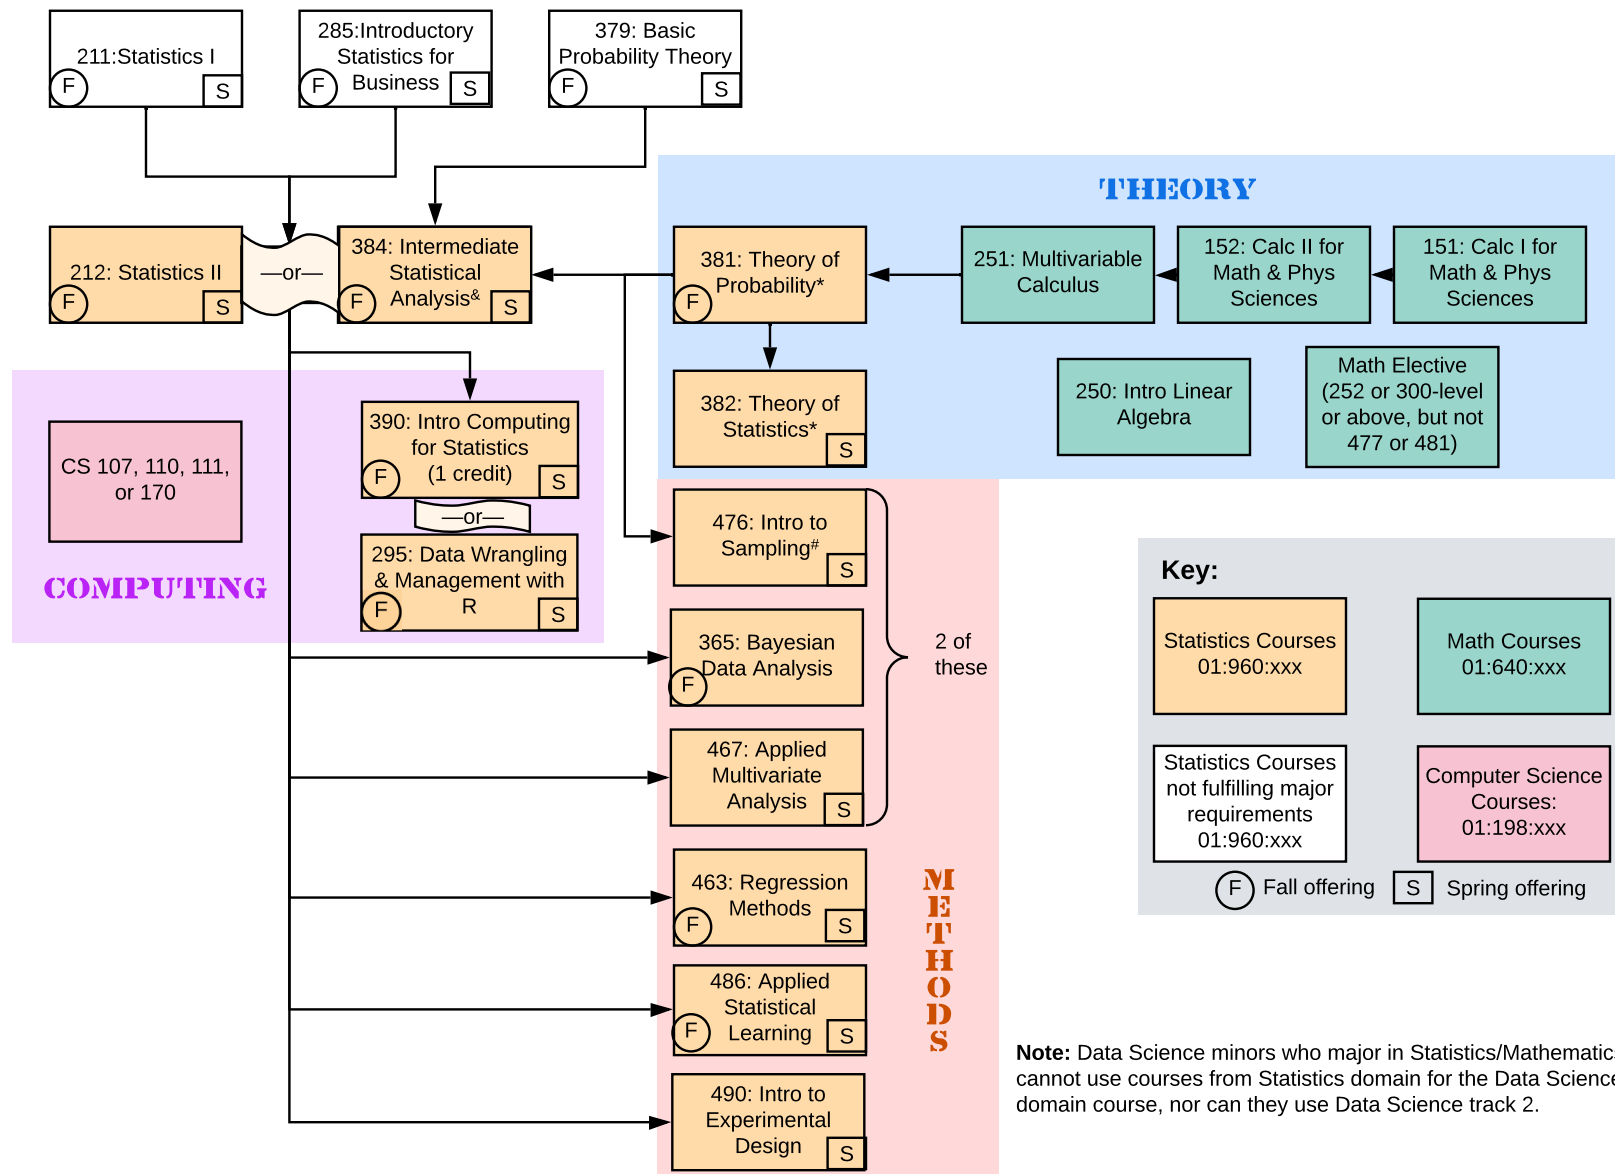 211:Statistics I
F
S
285:Introductory
Statistics for
Business
F
S
379: Basic
Probability Theory
F
S
THEORY
212: Statistics II
F
S
—or—
384: Intermediate
Statistical
Analysis&
F
S
381: Theory of
Probability*
F
251: Multivariable
Calculus
152: Calc II for
Math & Phys
Sciences
151: Calc I for
Math & Phys
Sciences
382: Theory of
Statistics*
S
250: Intro Linear
Algebra
Math Elective
(252 or 300-level
or above, but not
477 or 481)
CS 107, 110, 111,
or 170
COMPUTING
390: Intro Computing
for Statistics
(1 credit)
F
S
—or—
295: Data Wrangling
& Management with
R
F
S
476: Intro to
Sampling#
S
365: Bayesian
Data Analysis
F
467: Applied
Multivariate
Analysis
S
2 of
these
463: Regression
Methods
F
S
486: Applied
Statistical
Learning
F
S
490: Intro to
Experimental
Design
S
METHODS
Key:
Statistics Courses
01:960:xxx
Math Courses
01:640:xxx
Statistics Courses
not fulfilling major
requirements
01:960:xxx
Computer Science
Courses:
01:198:xxx
F Fall offering
S Spring offering
Note: Data Science minors who major in Statistics/Mathematics
cannot use courses from Statistics domain for the Data Science
domain course, nor can they use Data Science track 2.